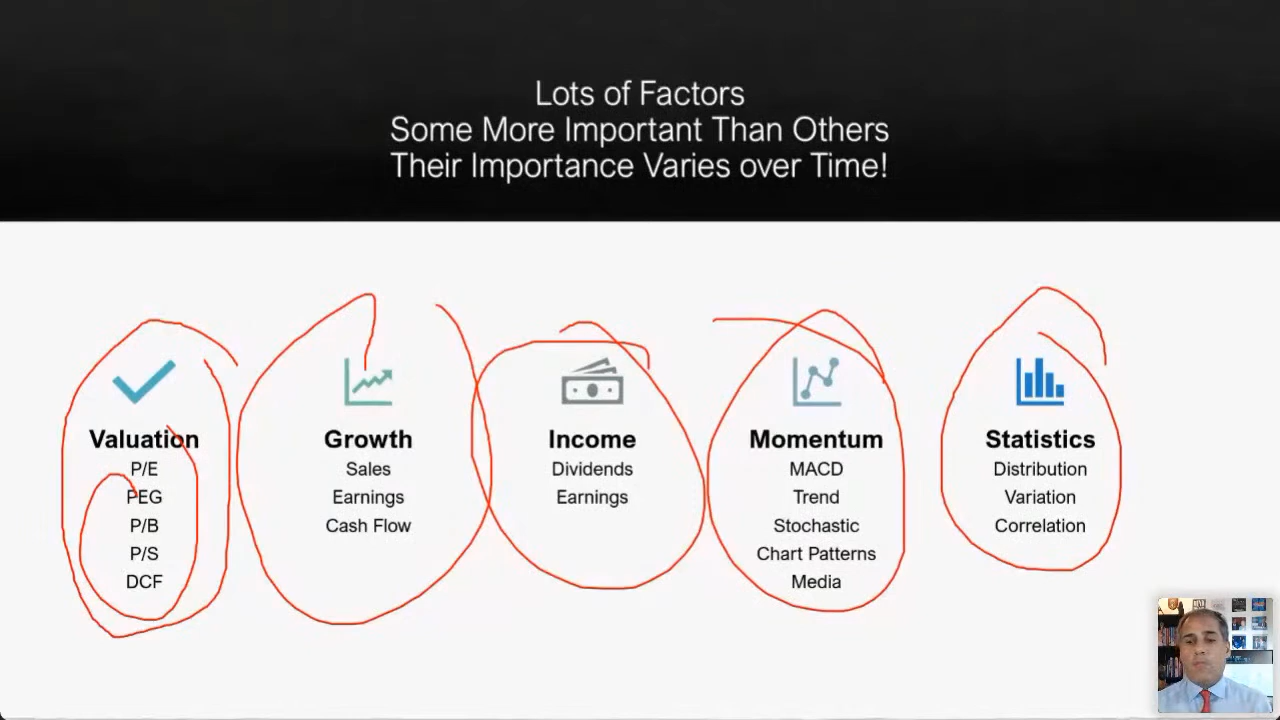 Lots of Factors
Some More Important Than Others
Their Importance Varies over Time!
Valuation
P/E
PEG
P/B
P/S
DCF
Growth
Sales
Earnings
Cash Flow
Income
Dividends
Earnings
Momentum
MACD
Trend
Stochastic
Chart Patterns
Media
Statistics
Distribution
Variation
Correlation